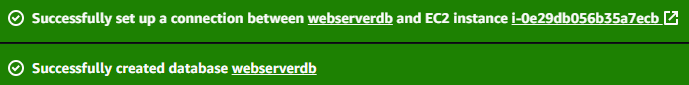 Successfully set up a connection between webserverdb and EC2 instance i-0e29db056b35a7ecb
Successfully created database webserverdb